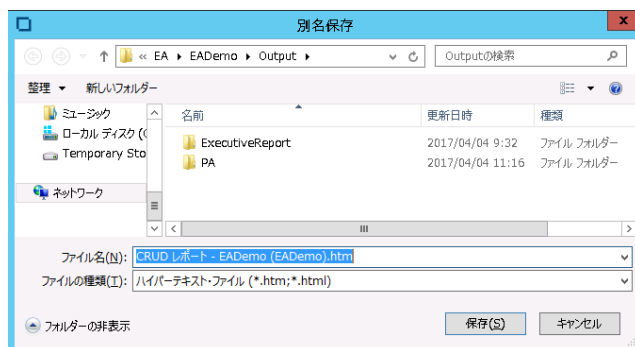 別名保存
x
« EA ▸ EADemo ▸ Output ▸
Outputの検索
整理 ▼ 新しいフォルダー
ミュージック
ローカル ディスク (
Temporary Sto
ネットワーク
名前 更新日時 種類
ExecutiveReport 2017/04/04 9:32 ファイル フォルダー
PA 2017/04/04 11:16 ファイル フォルダー
ファイル名(N): CRUD レポート - EADemo (EADemo).htm
ファイルの種類(T): ハイパーテキスト・ファイル (*.htm;*.html)
フォルダーの非表示
保存(S) キャンセル